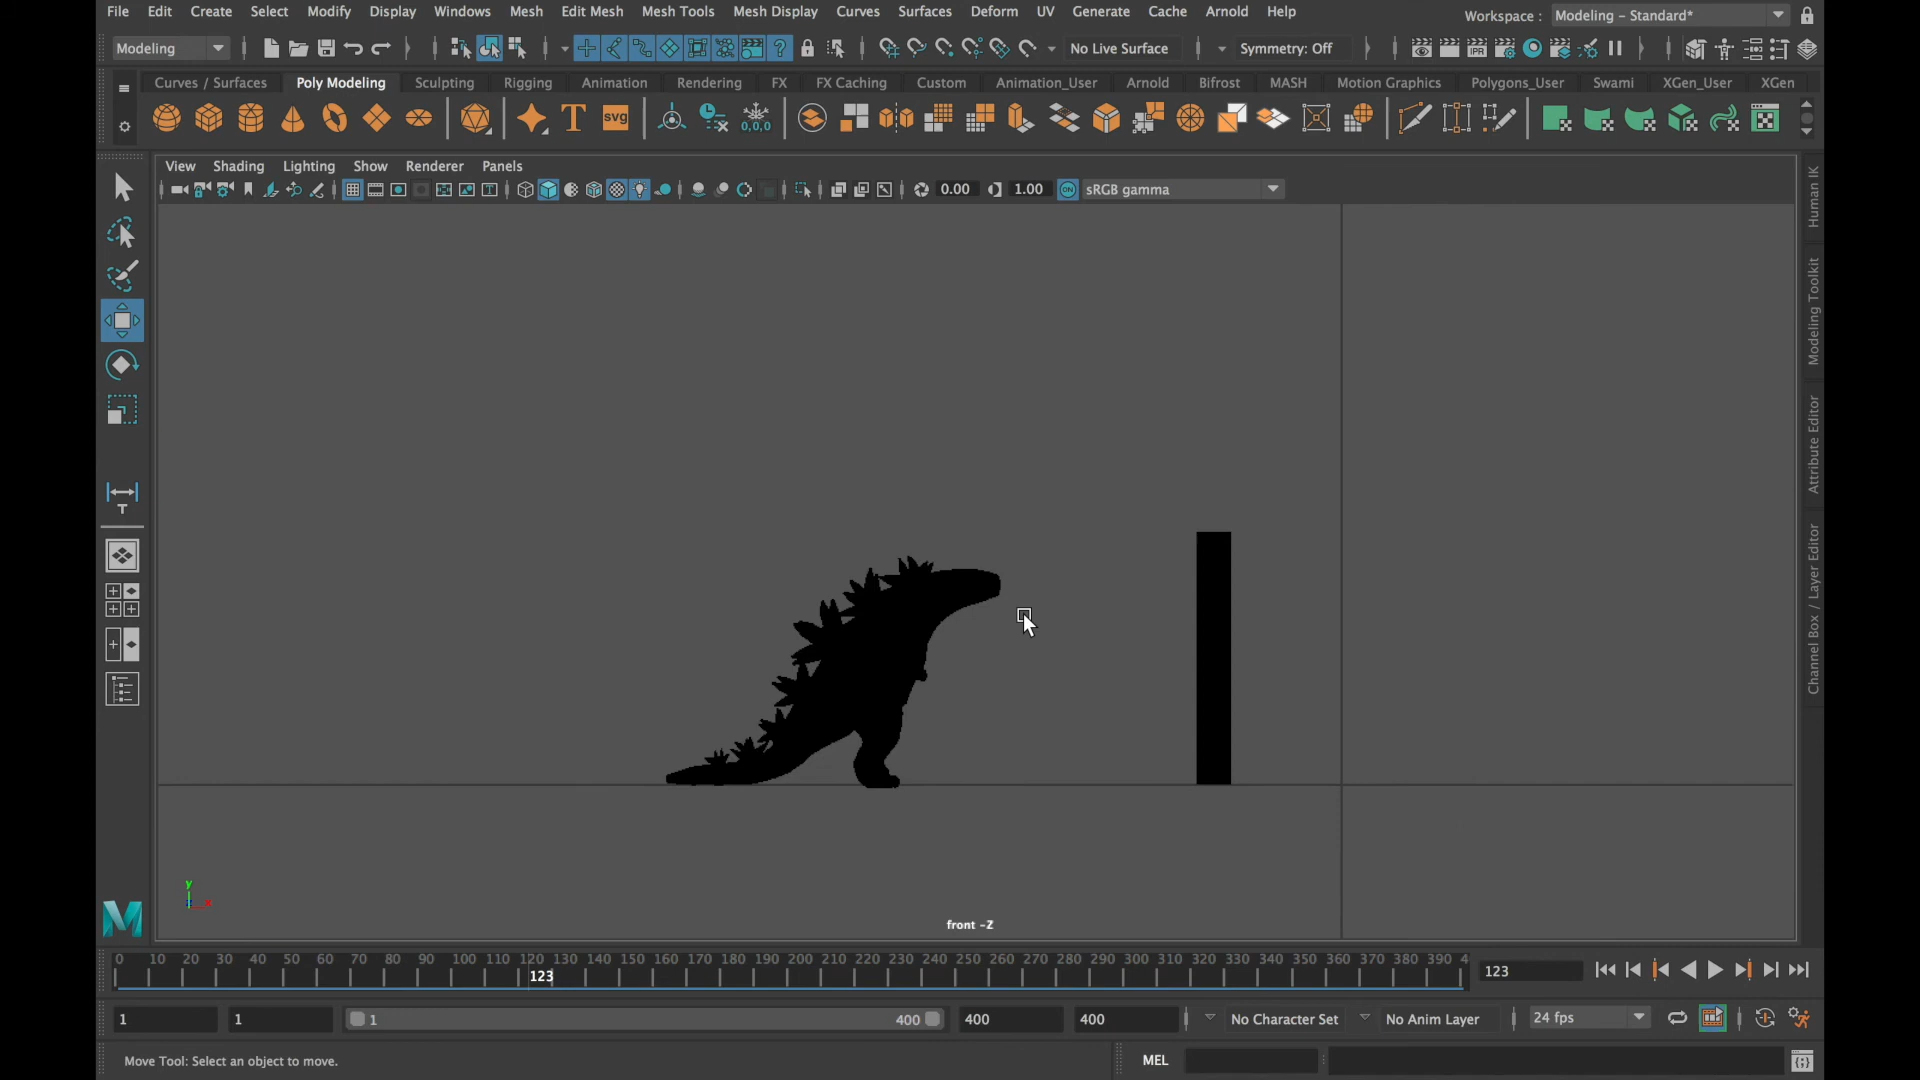 File Edit Create Select Modify Display Windows Mesh Edit Mesh Mesh Tools Mesh Display Curves Surfaces Deform UV Generate Cache Arnold Help Workspace : Modeling - Standard*
Modeling No Live Surface Symmetry: Off IPR
Curves / Surfaces Poly Modeling Sculpting Rigging Animation Rendering FX FX Caching Custom Animation_User Arnold Bifrost MASH Motion Graphics Polygons_User Swami XGen_User XGen
T svg 0,0,0
View Shading Lighting Show Renderer Panels
0.00 1.00 ON sRGB gamma
Human IK
Modeling Toolkit
Attribute Editor
Channel Box / Layer Editor
T
y
x
front -Z
M
0 10 20 30 40 50 60 70 80 90 100 110 120 130 140 150 160 170 180 190 200 210 220 230 240 250 260 270 280 290 300 310 320 330 340 350 360 370 380 390 4
123 123
1 1 1 400 400 400 No Character Set No Anim Layer 24 fps
Move Tool: Select an object to move. MEL